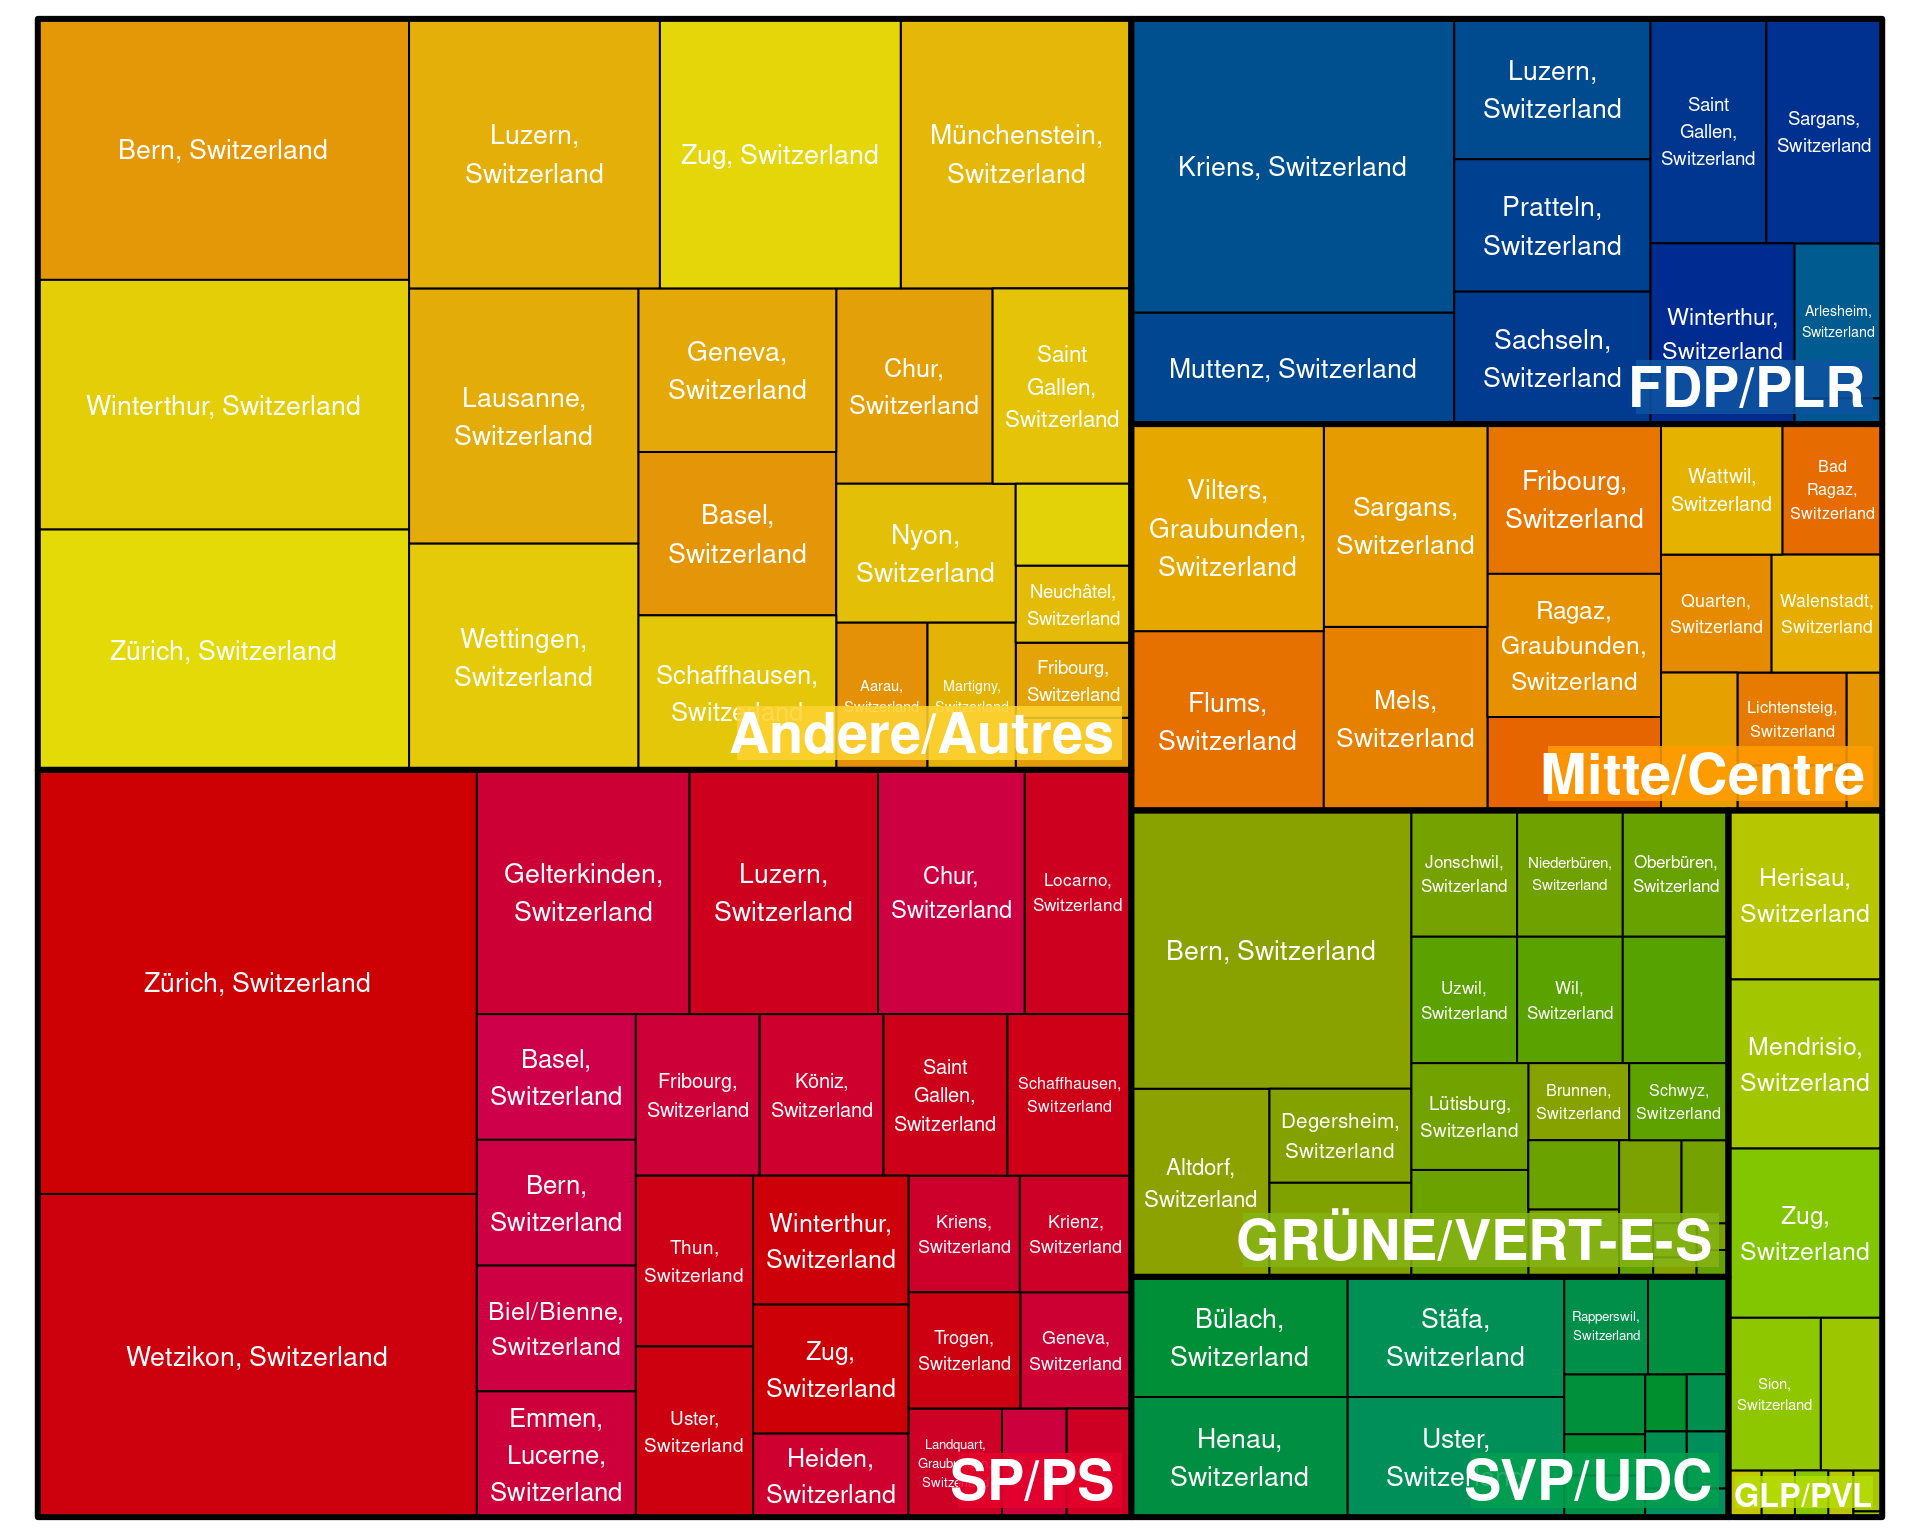 Bern, Switzerland
Luzern,
Switzerland
Zug, Switzerland
Münchenstein,
Switzerland
Winterthur, Switzerland
Zürich, Switzerland
Lausanne,
Switzerland
Wettingen,
Switzerland
Geneva,
Switzerland
Basel,
Switzerland
Schaffhausen,
Switzerland
Chur,
Switzerland
Saint
Gallen,
Switzerland
Nyon,
Switzerland
Neuchâtel,
Switzerland
Fribourg,
Switzerland
Aarau,
Switzerland
Martigny,
Switzerland
Andere/Autres
Kriens, Switzerland
Muttenz, Switzerland
Luzern,
Switzerland
Pratteln,
Switzerland
Sachseln,
Switzerland
Saint
Gallen,
Switzerland
Sargans,
Switzerland
Winterthur,
Switzerland
Arlesheim,
Switzerland
FDP/PLR
Vilters,
Graubunden,
Switzerland
Flums,
Switzerland
Sargans,
Switzerland
Mels,
Switzerland
Fribourg,
Switzerland
Ragaz,
Graubunden,
Switzerland
Wattwil,
Switzerland
Bad
Ragaz,
Switzerland
Quarten,
Switzerland
Walenstadt,
Switzerland
Lichtensteig,
Switzerland
Mitte/Centre
Zürich, Switzerland
Wetzikon, Switzerland
Gelterkinden,
Switzerland
Luzern,
Switzerland
Chur,
Switzerland
Locarno,
Switzerland
Basel,
Switzerland
Bern,
Switzerland
Biel/Bienne,
Switzerland
Emmen,
Lucerne,
Switzerland
Fribourg,
Switzerland
Köniz,
Switzerland
Saint
Gallen,
Switzerland
Schaffhausen,
Switzerland
Thun,
Switzerland
Uster,
Switzerland
Winterthur,
Switzerland
Zug,
Switzerland
Heiden,
Switzerland
Kriens,
Switzerland
Krienz,
Switzerland
Trogen,
Switzerland
Geneva,
Switzerland
Landquart,
SP/PS
Bern, Switzerland
Altdorf,
Switzerland
Degersheim,
Switzerland
Jonschwil,
Switzerland
Niederbüren,
Switzerland
Oberbüren,
Switzerland
Uzwil,
Switzerland
Wil,
Switzerland
Lütisburg,
Switzerland
Brunnen,
Switzerland
Schwyz,
Switzerland
GRÜNE/VERT-E-S
Bülach,
Switzerland
Henau,
Switzerland
Stäfa,
Switzerland
Uster,
Switzerland
Rapperswil,
Switzerland
SVP/UDC
Herisau,
Switzerland
Mendrisio,
Switzerland
Zug,
Switzerland
Sion,
Switzerland
GLP/PVL